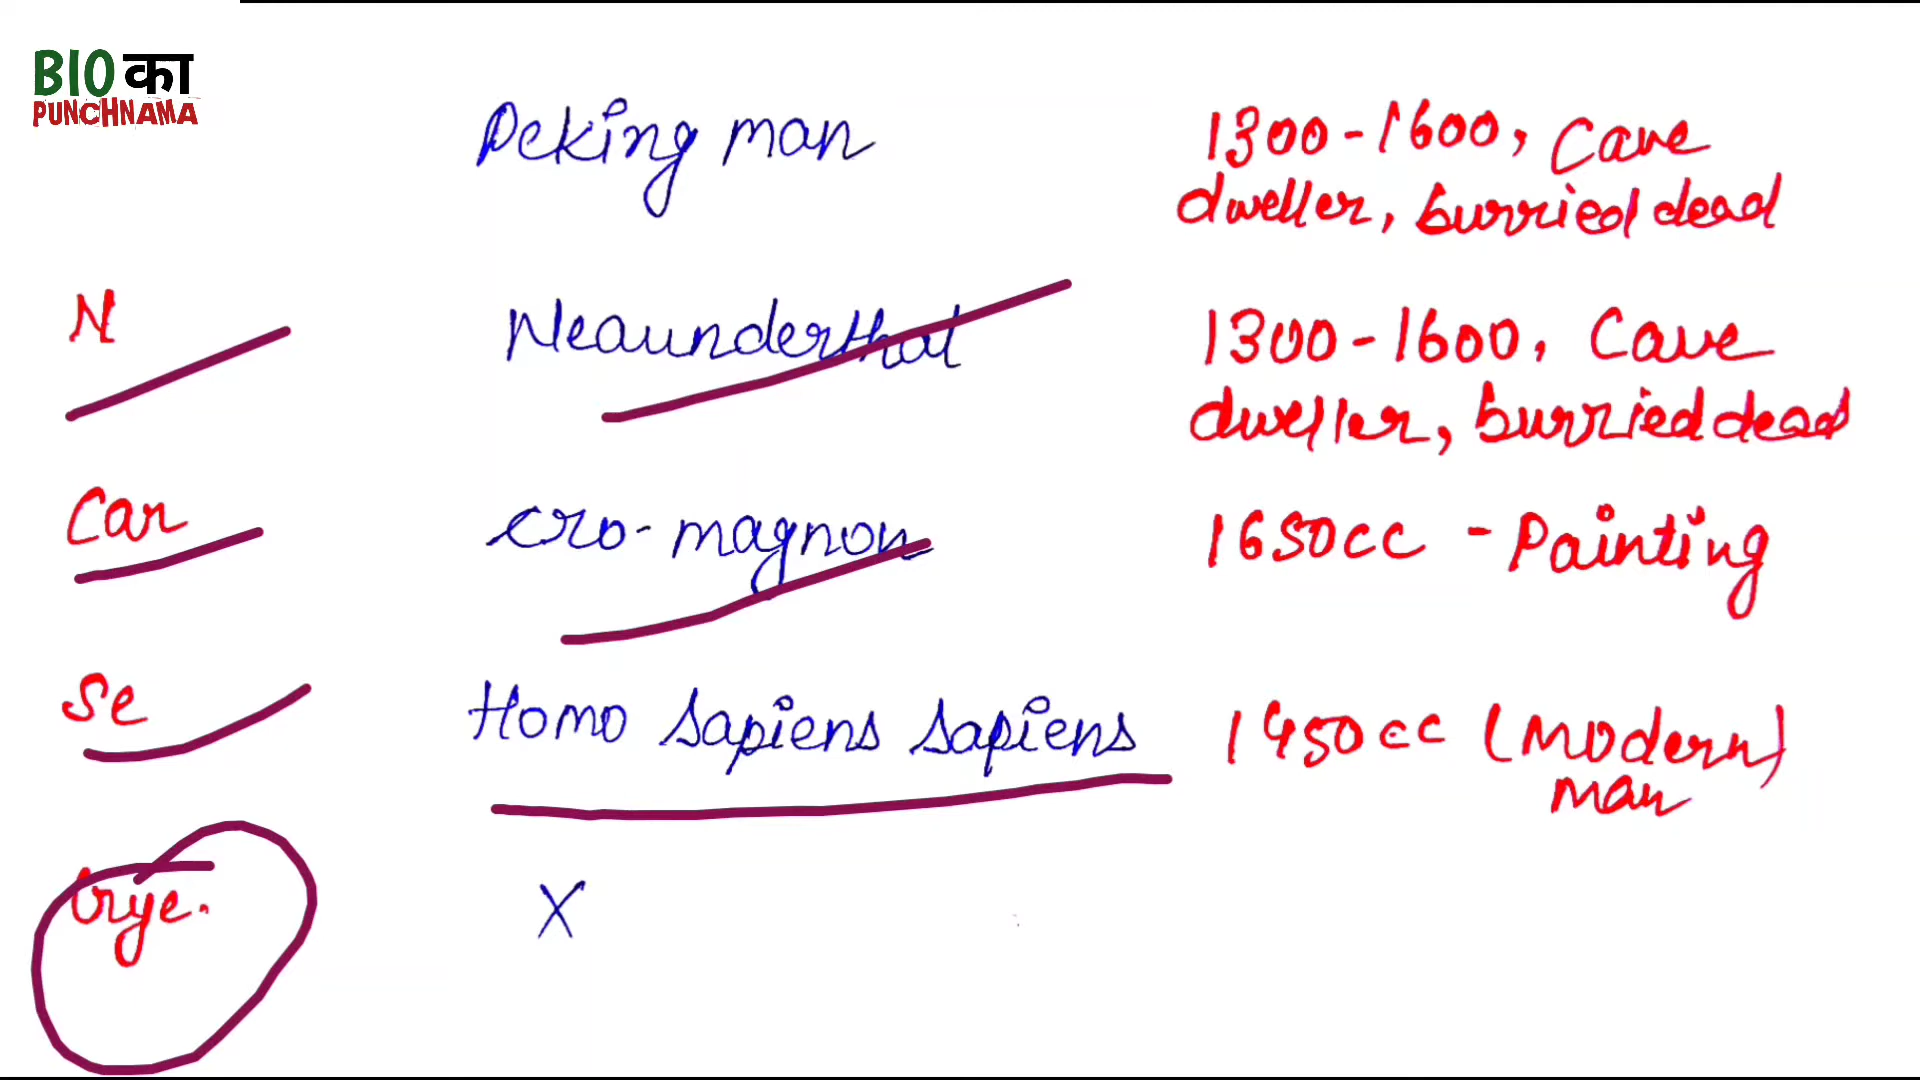 BIO का
PUNCHNAMA
Peking man
1300-1600, Cave
dweller, burried dead
N
Neaunderthal
1300-1600, Cave
dweller, burried dead
Car
cro-magnon
1650cc - Painting
Se
Homo sapiens sapiens
1450cc (Modern)
man
X